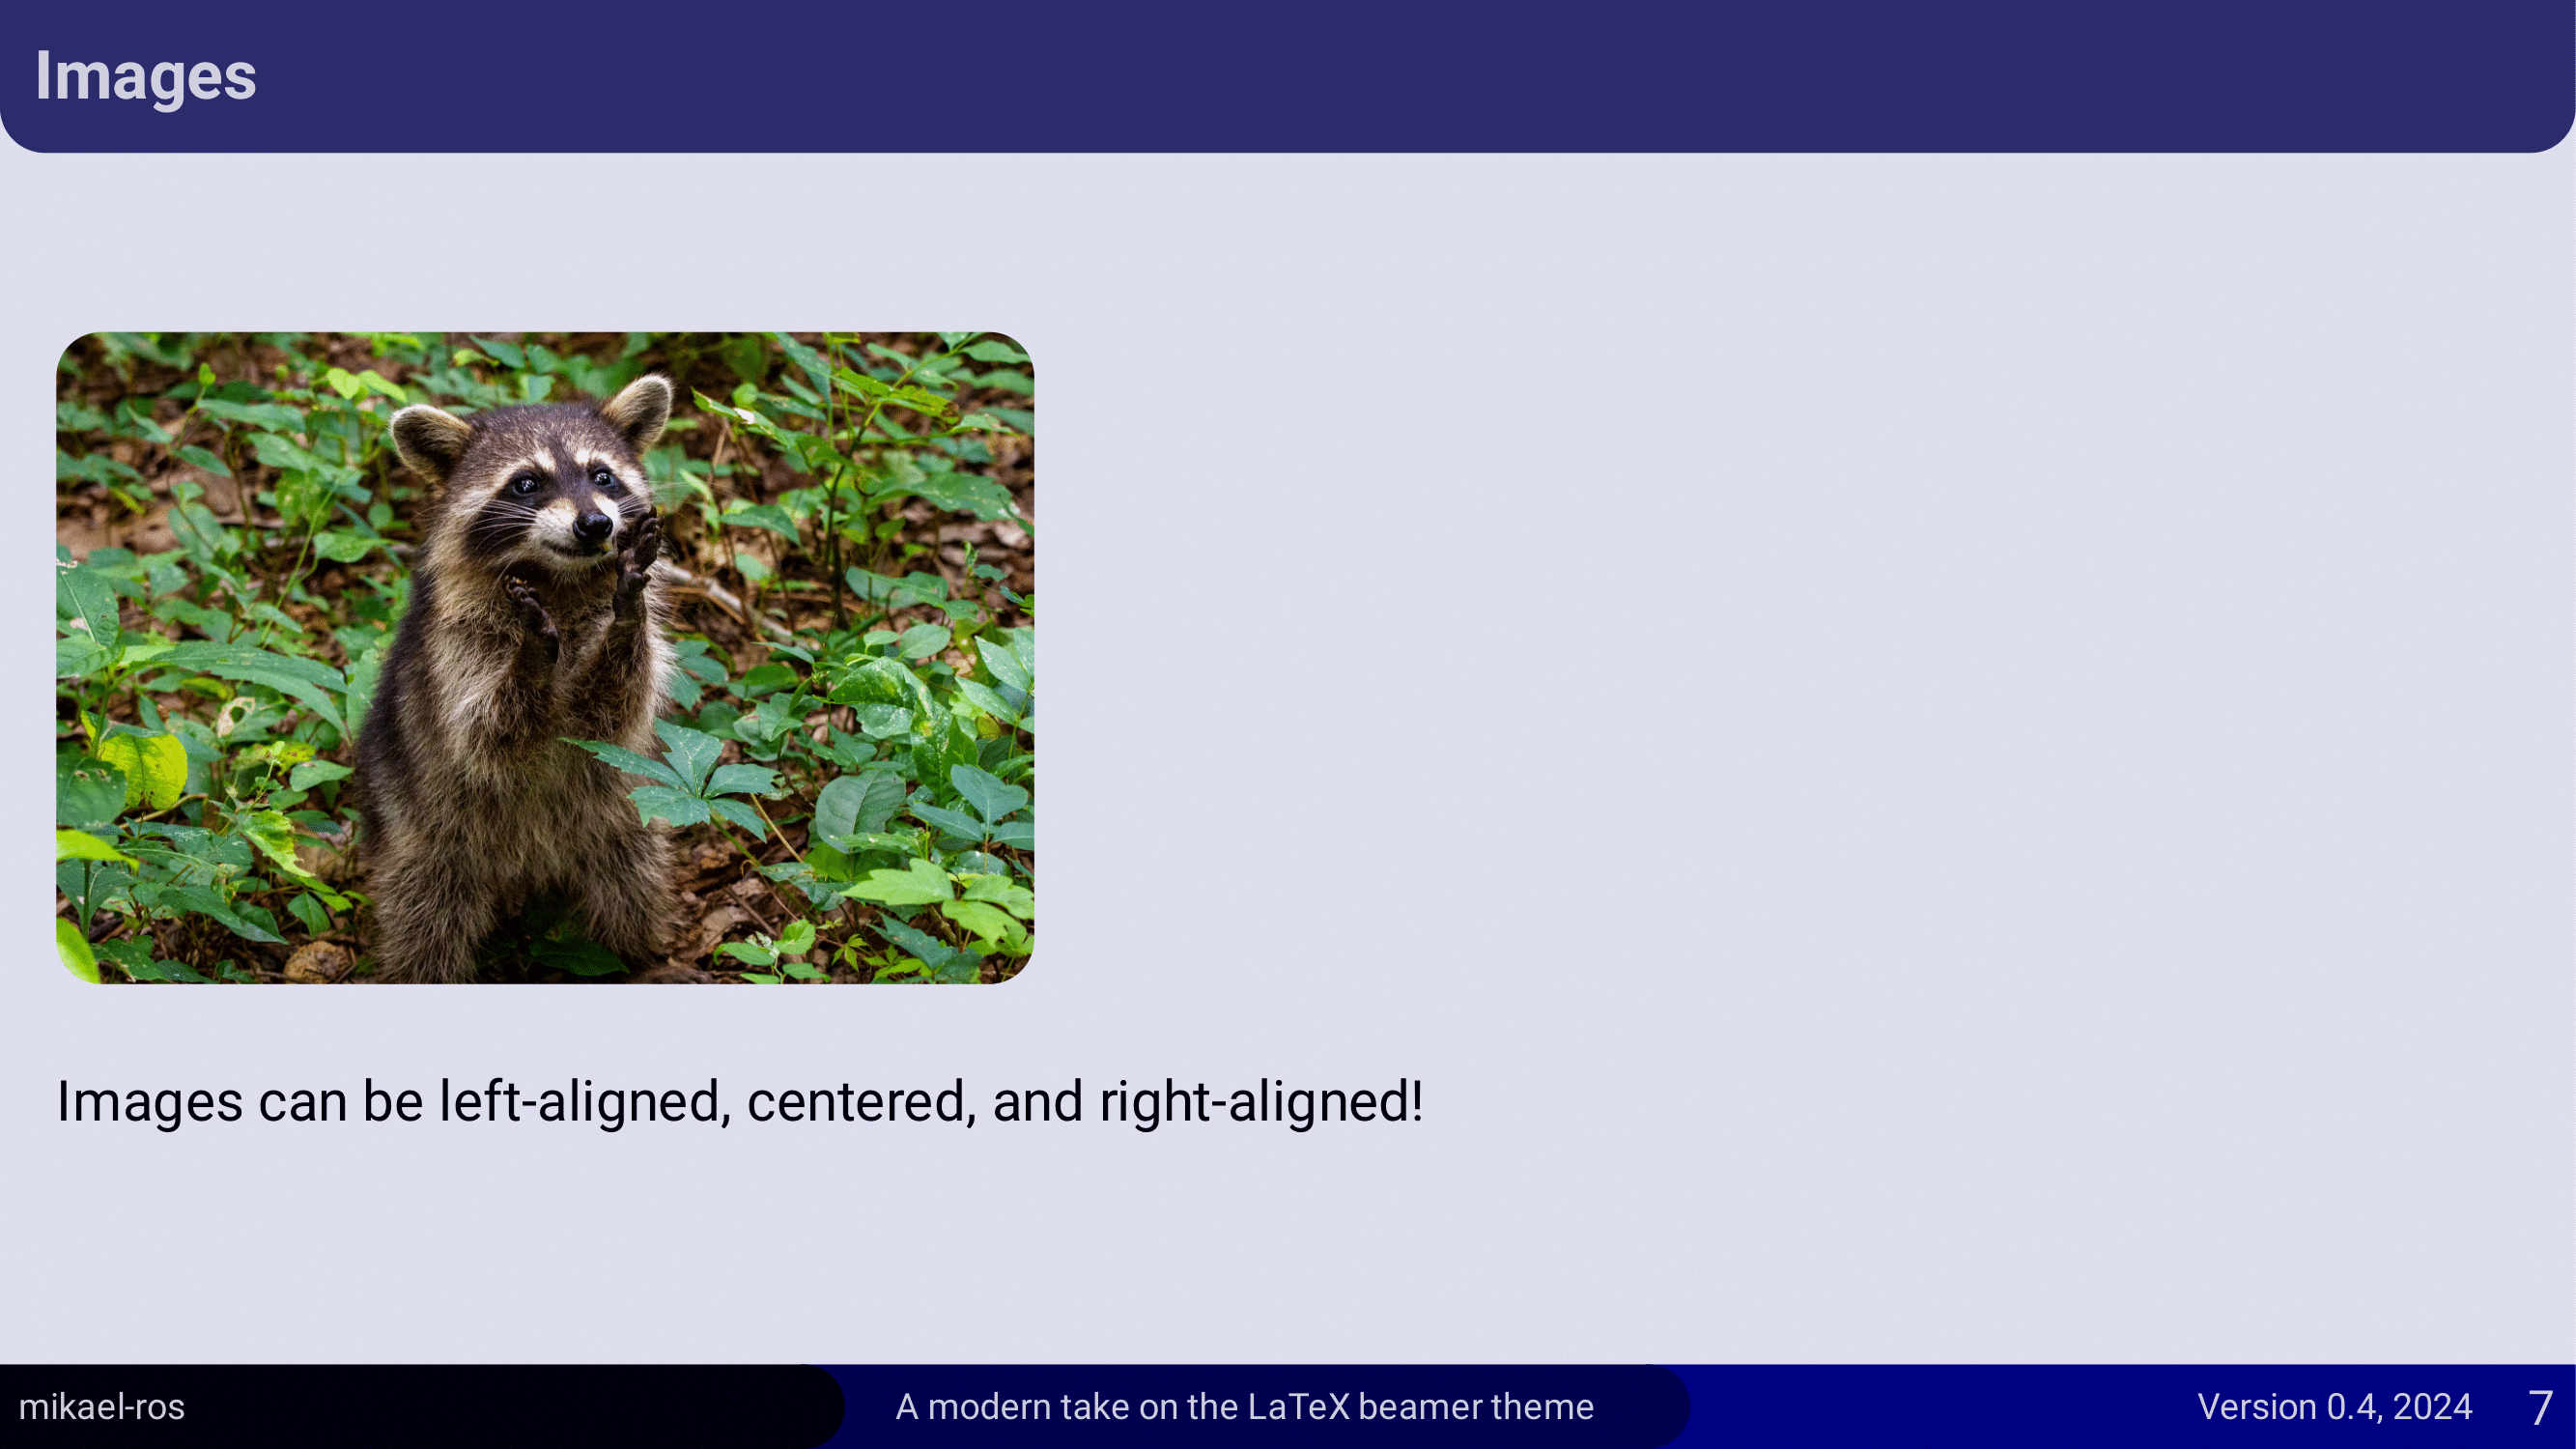 Images
Images can be left-aligned, centered, and right-aligned!
mikael-ros
A modern take on the LaTeX beamer theme
Version 0.4, 2024
7